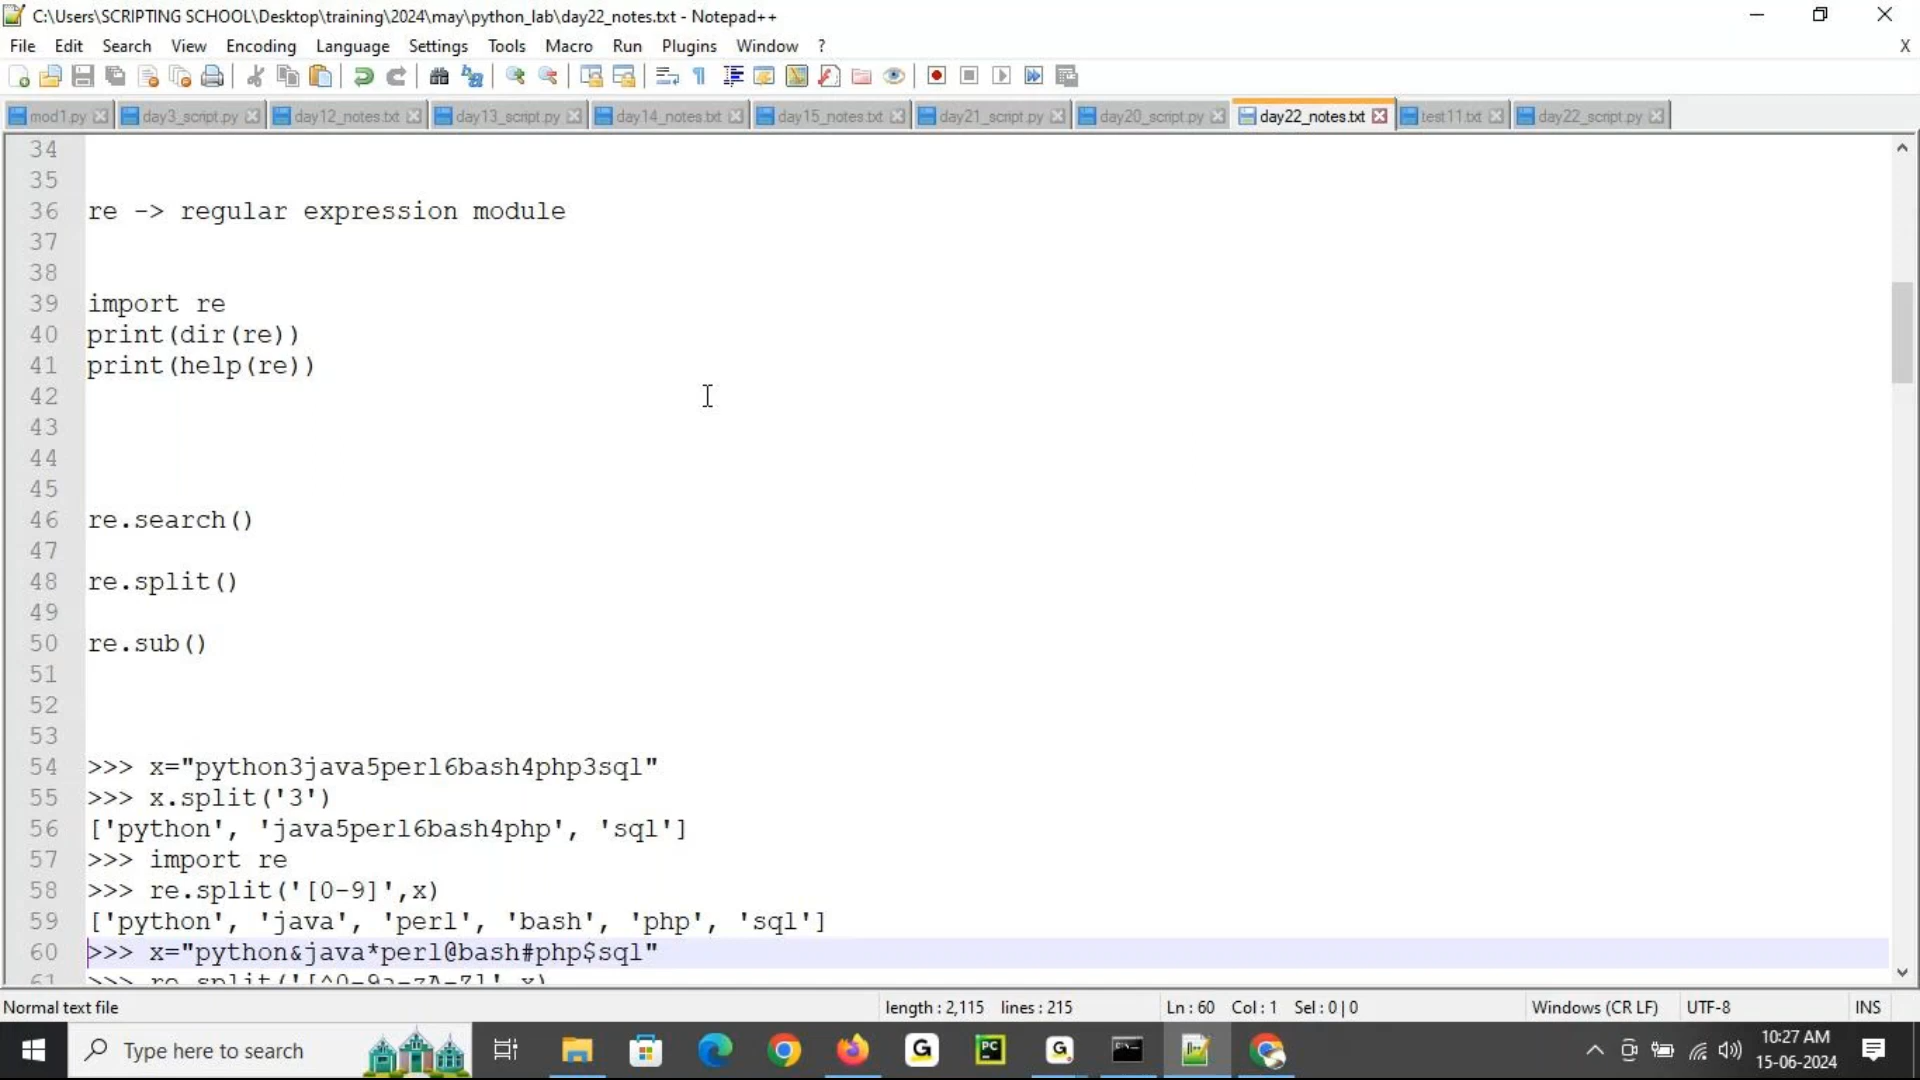 C:\Users\SCRIPTING SCHOOL\Desktop\training\2024\may\python_lab\day22_notes.txt - Notepad++
File Edit Search View Encoding Language Settings Tools Macro Run Plugins Window ? X
mod1.py day3_script.py day12_notes.txt day13_script.py day14_notes.txt day15_notes.txt day21_script.py day20_script.py day22_notes.txt test11.txt day22_script.py
34
35
36 re -> regular expression module
37
38
39 import re
40 print(dir(re))
41 print(help(re))
42
43
44
45
46 re.search()
47
48 re.split()
49
50 re.sub()
51
52
53
54 >>> x="python3java5perl6bash4php3sql"
55 >>> x.split('3')
56 ['python', 'java5perl6bash4php', 'sql']
57 >>> import re
58 >>> re.split('[0-9]',x)
59 ['python', 'java', 'perl', 'bash', 'php', 'sql']
60 >>> x="python&java*perl@bash#php$sql"
61 >>> re.split('[^0-9a-zA-Z]',x)
Normal text file length : 2,115 lines : 215 Ln : 60 Col : 1 Sel : 0 | 0 Windows (CR LF) UTF-8 INS
Type here to search
10:27 AM
15-06-2024